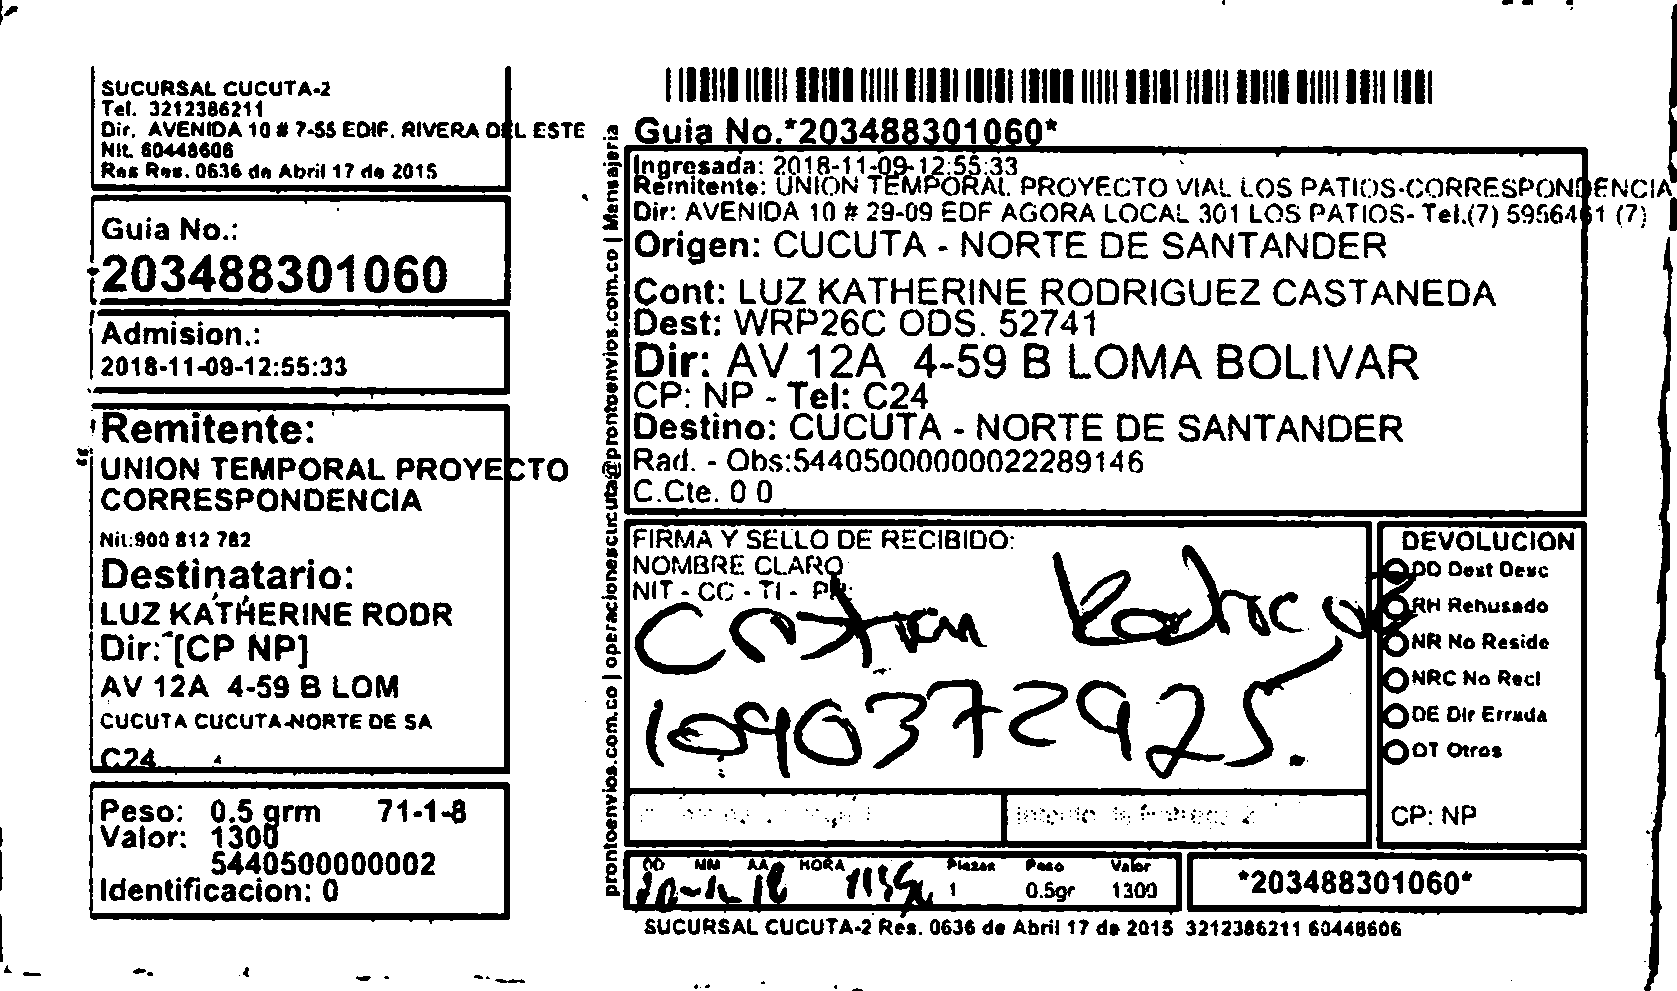 SUCURSAL CUCUTA-2
Tel. 3212386211
Dir. AVENIDA 10 # 7-55 EDIF. RIVERA DEL ESTE
Nit. 60448606
Res Res. 0636 de Abril 17 de 2015
Guia No.:
203488301060
Admision.:
2018-11-09-12:55:33
Remitente:
UNION TEMPORAL PROYECTO
CORRESPONDENCIA
Nit:900 812 782
Destinatario:
LUZ KATHERINE RODR
Dir: [CP NP]
AV 12A 4-59 B LOM
CUCUTA CUCUTA-NORTE DE SA
C24
Peso: 0.5 grm 71-1-8
Valor: 1300
5440500000002
Identificacion: 0
prontoenvios.com.co | operacionescucuta@prontoenvios.com.co | Mensajeria
Guia No.*203488301060*
Ingresada: 2018-11-09-12:55:33
Remitente: UNION TEMPORAL PROYECTO VIAL LOS PATIOS-CORRESPONDENCIA
Dir: AVENIDA 10 # 29-09 EDF AGORA LOCAL 301 LOS PATIOS- Tel.(7) 5956461 (7)
Origen: CUCUTA - NORTE DE SANTANDER
Cont: LUZ KATHERINE RODRIGUEZ CASTANEDA
Dest: WRP26C ODS. 52741
Dir: AV 12A 4-59 B LOMA BOLIVAR
CP: NP - Tel: C24
Destino: CUCUTA - NORTE DE SANTANDER
Rad. - Obs:54405000000022289146
C.Cte. 0 0
FIRMA Y SELLO DE RECIBIDO:
NOMBRE CLARO
NIT - CC - TI -
1090372925.
DEVOLUCION
DD Dest Desc
RH Rehusado
NR No Reside
NRC No Recl
DE Dir Errada
OT Otros
CP: NP
Intento de Entrega 2
DD MM AA HORA Piezas Peso Valor
1 0.5gr 1300
*203488301060*
SUCURSAL CUCUTA-2 Res. 0636 de Abril 17 de 2015 3212386211 60448606